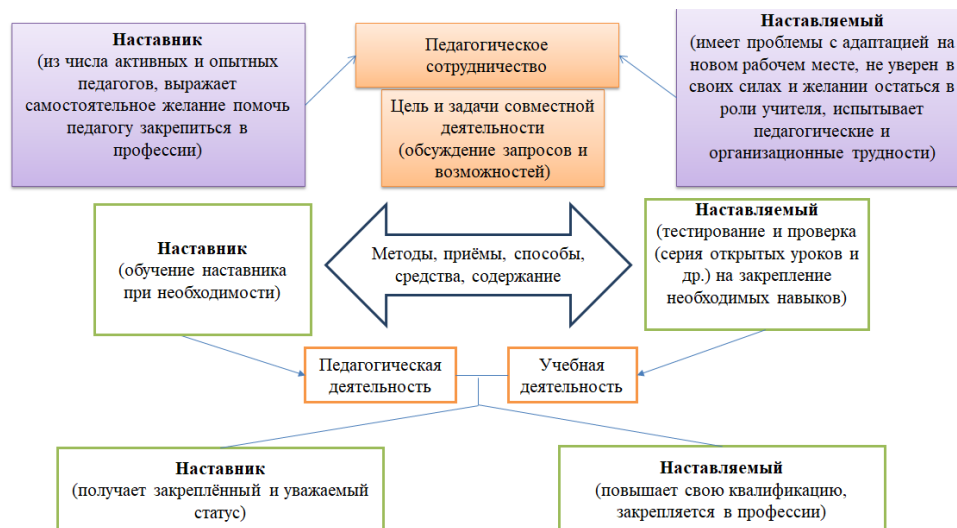 Наставник
(из числа активных и опытных
педагогов, выражает
самостоятельное желание помочь
педагогу закрепиться в
профессии)
Педагогическое
сотрудничество
Цель и задачи совместной
деятельности
(обсуждение запросов и
возможностей)
Наставляемый
(имеет проблемы с адаптацией на
новом рабочем месте, не уверен в
своих силах и желании остаться в
роли учителя, испытывает
педагогические и
организационные трудности)
Наставник
(обучение наставника
при необходимости)
Методы, приёмы, способы,
средства, содержание
Наставляемый
(тестирование и проверка
(серия открытых уроков и
др.) на закрепление
необходимых навыков)
Педагогическая
деятельность
Учебная
деятельность
Наставник
(получает закреплённый и уважаемый
статус)
Наставляемый
(повышает свою квалификацию,
закрепляется в профессии)